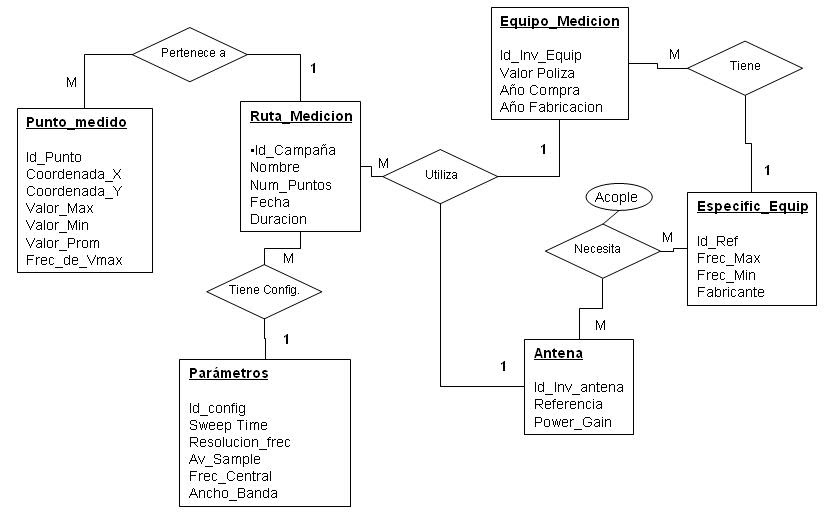 Pertenece a
M
1
Punto_medido
Id_Punto
Coordenada_X
Coordenada_Y
Valor_Max
Valor_Min
Valor_Prom
Frec_de_Vmax
Ruta_Medicion
•Id_Campaña
Nombre
Num_Puntos
Fecha
Duracion
M
Utiliza
1
1
Equipo_Medicion
Id_Inv_Equip
Valor Poliza
Año Compra
Año Fabricacion
M
Tiene
1
Especific_Equip
Id_Ref
Frec_Max
Frec_Min
Fabricante
Acople
Necesita
M
M
Antena
Id_Inv_antena
Referencia
Power_Gain
M
Tiene Config.
1
Parámetros
Id_config
Sweep Time
Resolucion_frec
Av_Sample
Frec_Central
Ancho_Banda